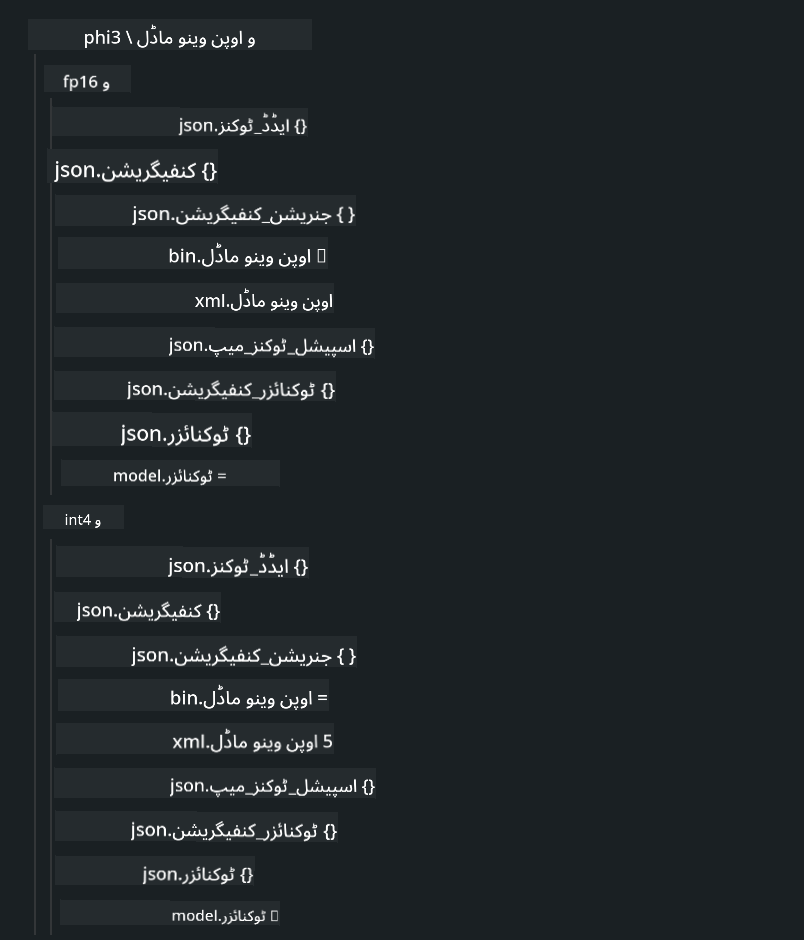 و اوپن وینو ماڈل \ phi3
و fp16
{} ایڈڈ_ٹوکنز.json
{} کنفیگریشن.json
{ } جنریشن_کنفیگریشن.json
▯ اوپن وینو ماڈل.bin
اوپن وینو ماڈل.xml
{} اسپیشل_ٹوکنز_میپ.json
{} ٹوکنائزر_کنفیگریشن.json
{} ٹوکنائزر.json
= ٹوکنائزر.model
و int4
{} ایڈڈ_ٹوکنز.json
{} کنفیگریشن.json
{ } جنریشن_کنفیگریشن.json
= اوپن وینو ماڈل.bin
5 اوپن وینو ماڈل.xml
{} اسپیشل_ٹوکنز_میپ.json
{} ٹوکنائزر_کنفیگریشن.json
{} ٹوکنائزر.json
▯ ٹوکنائزر.model